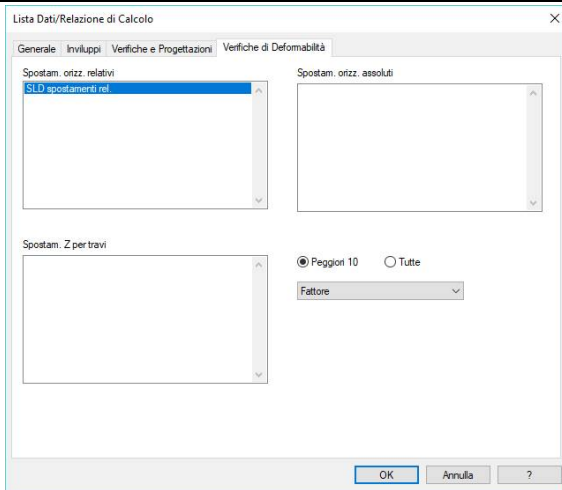 Lista Dati/Relazione di Calcolo
Generale Inviluppi Verifiche e Progettazioni Verifiche di Deformabilità
Spostam. orizz. relativi
SLD spostamenti rel.
Spostam. orizz. assoluti
Spostam. Z per travi
Peggiori 10 Tutte
Fattore
OK Annulla ?